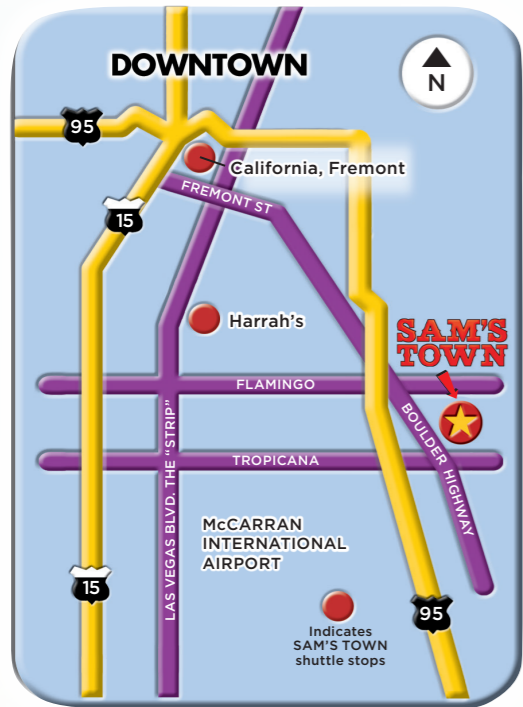 DOWNTOWN
N
95
California, Fremont
FREMONT ST
15
Harrah's
SAM'S
TOWN
FLAMINGO
BOULDER HIGHWAY
LAS VEGAS BLVD. THE "STRIP"
TROPICANA
McCARRAN
INTERNATIONAL
AIRPORT
15
95
Indicates
SAM'S TOWN
shuttle stops